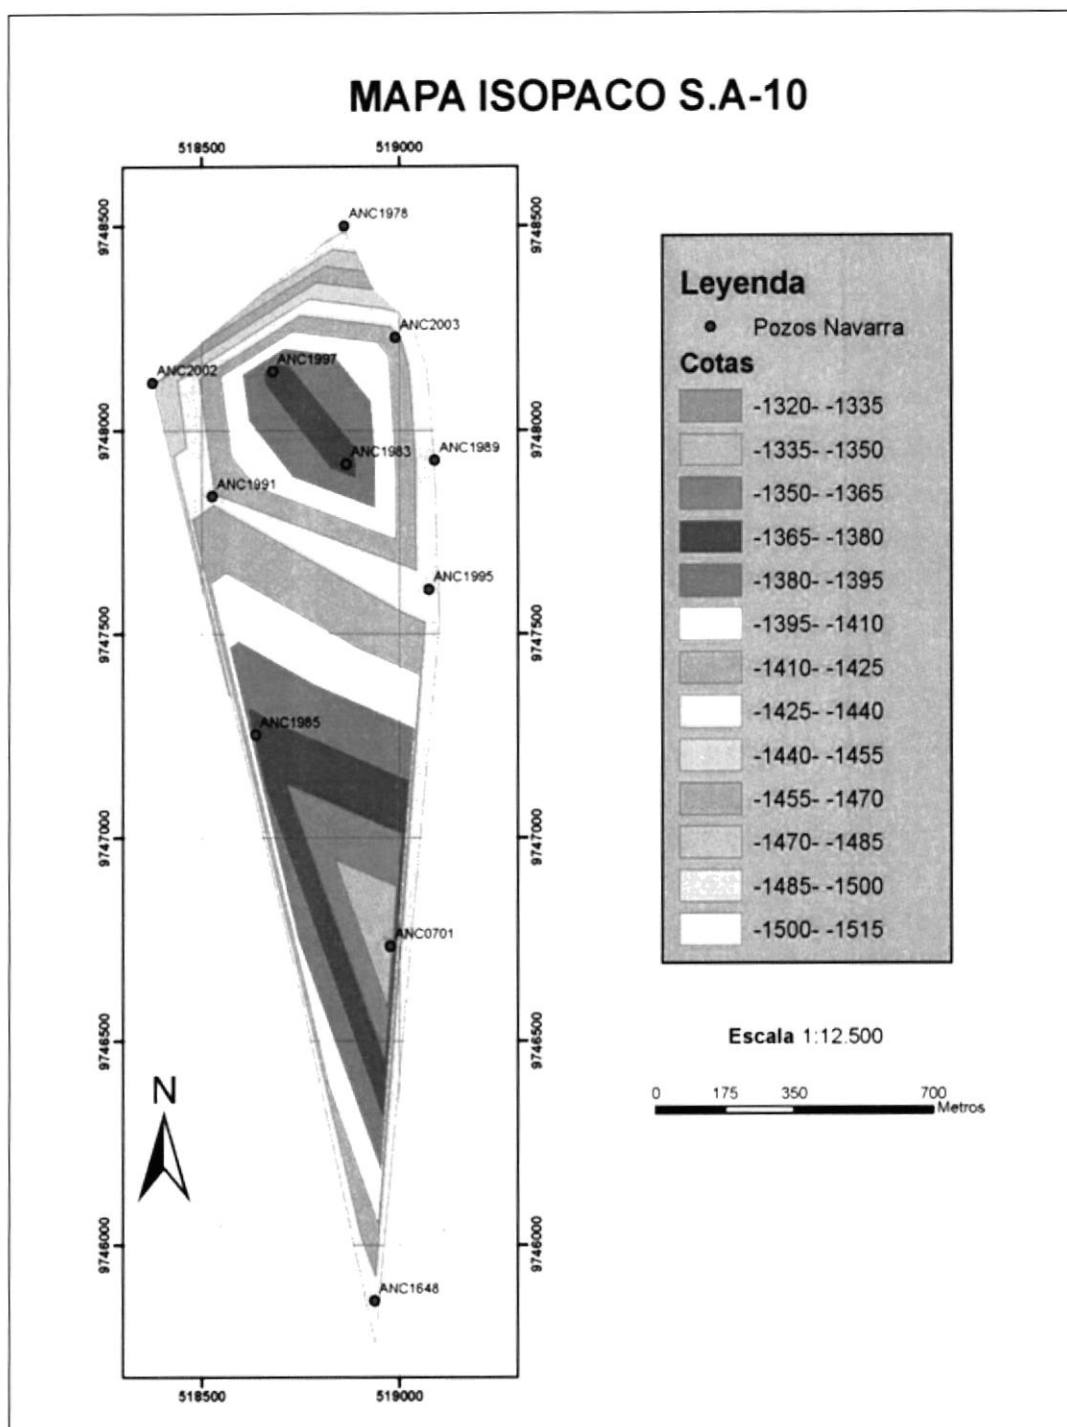 MAPA ISOPACO S.A-10
518500 519000
ANC1978
9748500 9748500
ANC2003
ANC1997
ANC2002
9748000 9748000
ANC1983
ANC1989
ANC1991
ANC1995
9747500 9747500
ANC1985
9747000 9747000
ANC0701
9746500 9746500
N
9746000 9746000
ANC1648
518500 519000
Leyenda
Pozos Navarra
Cotas
-1320- -1335
-1335- -1350
-1350- -1365
-1365- -1380
-1380- -1395
-1395- -1410
-1410- -1425
-1425- -1440
-1440- -1455
-1455- -1470
-1470- -1485
-1485- -1500
-1500- -1515
Escala 1:12.500
0 175 350 700
Metros